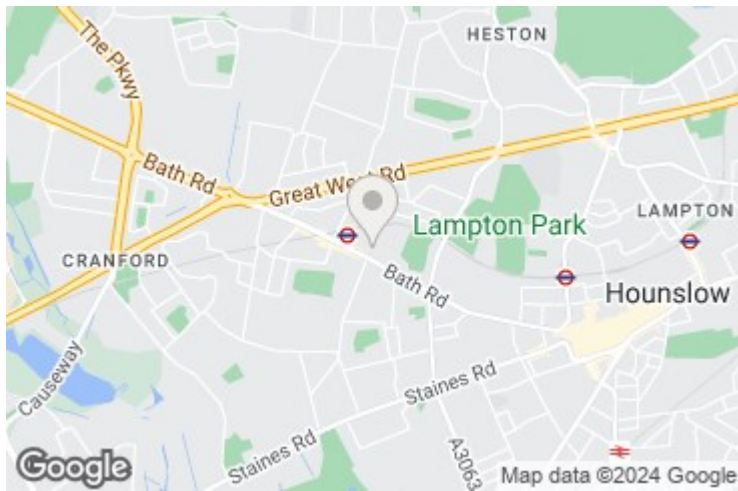 HESTON
The Pkwy
Bath Rd
Great West Rd
LAMPTON
Lampton Park
CRANFORD
Bath Rd
Hounslow
Causeway
Staines Rd
Staines Rd
A3063
Google
Map data ©2024 Google